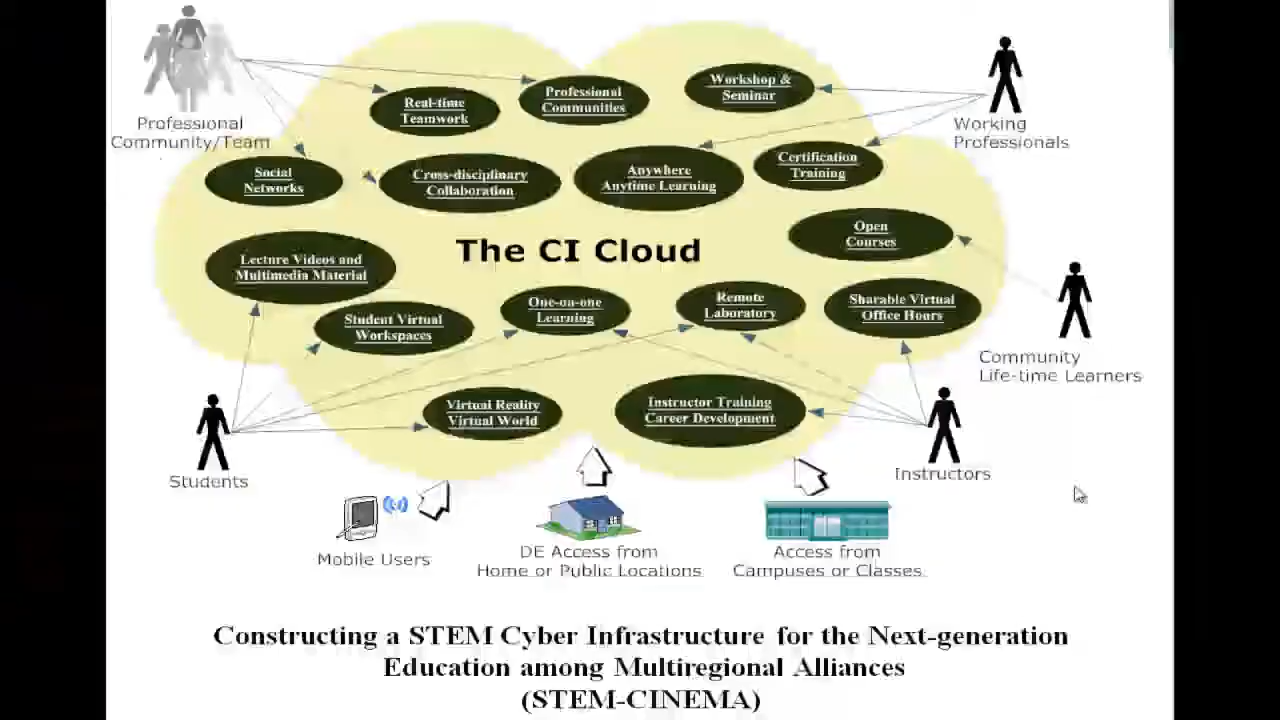 Professional
Community/Team
Real-time
Teamwork
Professional
Communities
Workshop &
Seminar
Working
Professionals
Social
Networks
Cross-disciplinary
Collaboration
Anywhere
Anytime Learning
Certification
Training
The CI Cloud
Open
Courses
Lecture Videos and
Multimedia Material
Student Virtual
Workspaces
One-on-one
Learning
Remote
Laboratory
Sharable Virtual
Office Hours
Community
Life-time Learners
Virtual Reality
Virtual World
Instructor Training
Career Development
Students
Instructors
Mobile Users
DE Access from
Home or Public Locations
Access from
Campuses or Classes
Constructing a STEM Cyber Infrastructure for the Next-generation
Education among Multiregional Alliances
(STEM-CINEMA)